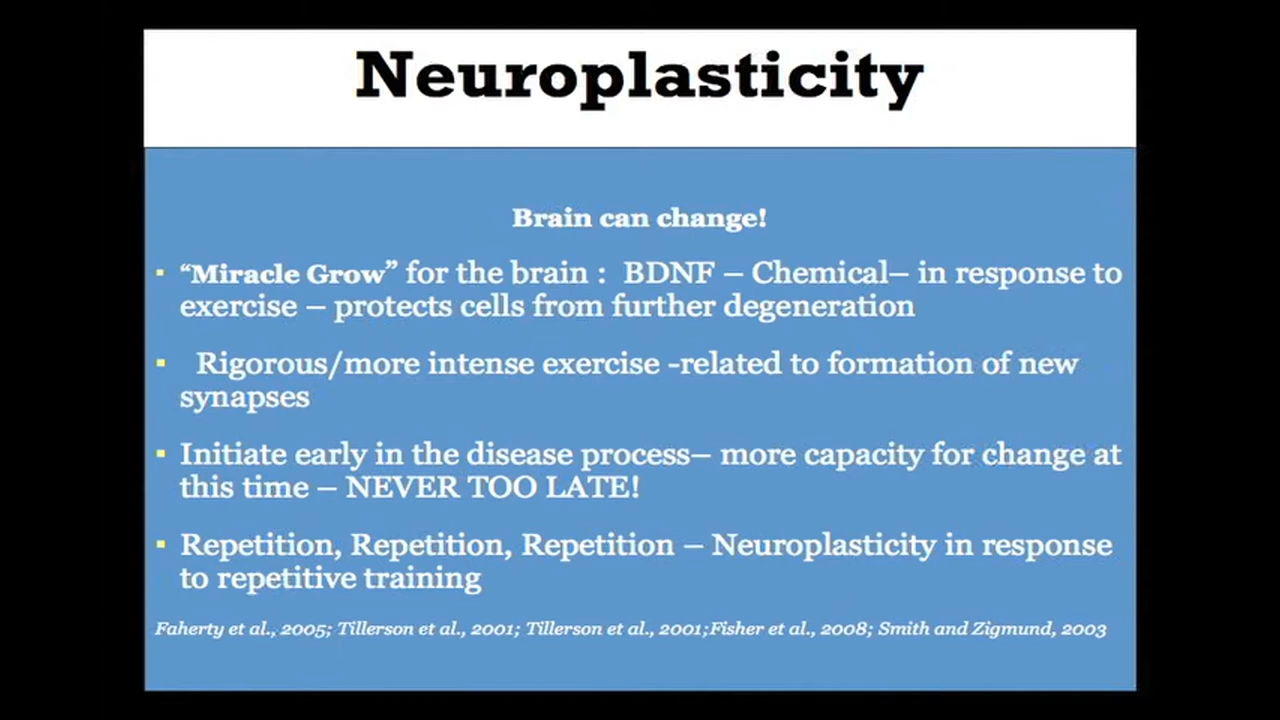 Neuroplasticity
Brain can change!
▪ “Miracle Grow” for the brain : BDNF – Chemical– in response to
exercise – protects cells from further degeneration
▪ Rigorous/more intense exercise -related to formation of new
synapses
▪ Initiate early in the disease process– more capacity for change at
this time – NEVER TOO LATE!
▪ Repetition, Repetition, Repetition – Neuroplasticity in response
to repetitive training
Faherty et al., 2005; Tillerson et al., 2001; Tillerson et al., 2001;Fisher et al., 2008; Smith and Zigmund, 2003